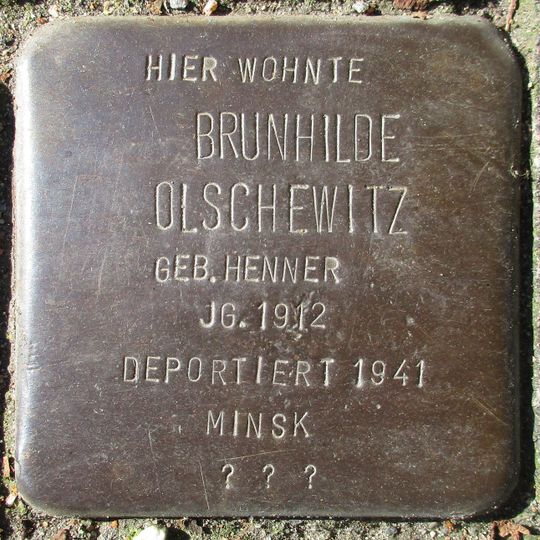 HIER WOHNTE
BRUNHILDE
OLSCHEWITZ
GEB. HENNER
JG. 1912
DEPORTIERT 1941
MINSK
? ? ?